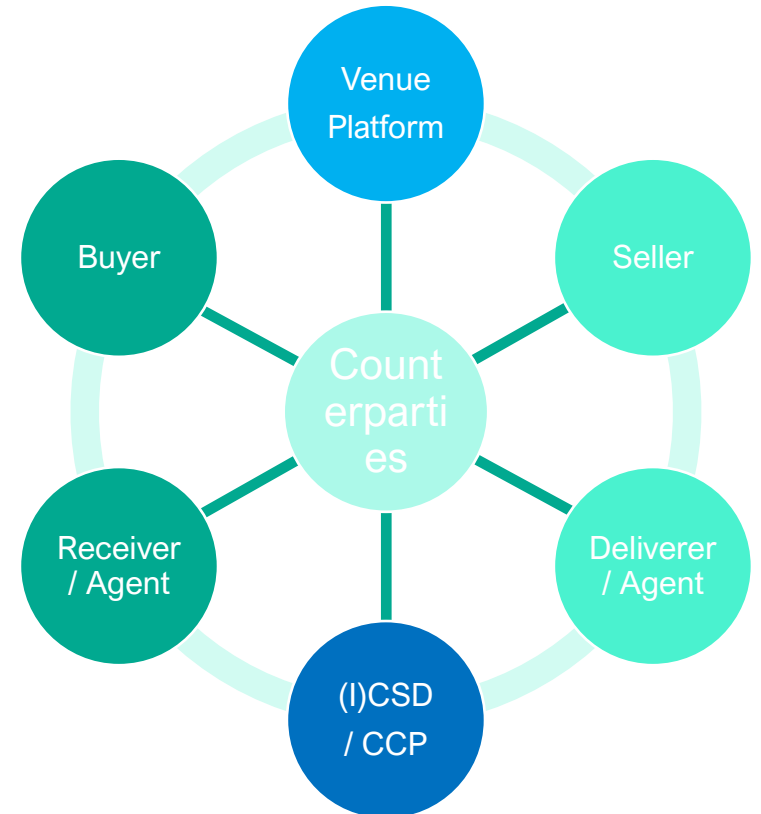 Venue
Platform
Buyer
Seller
Count
erparti
es
Receiver
/ Agent
Deliverer
/ Agent
(I)CSD
/ CCP